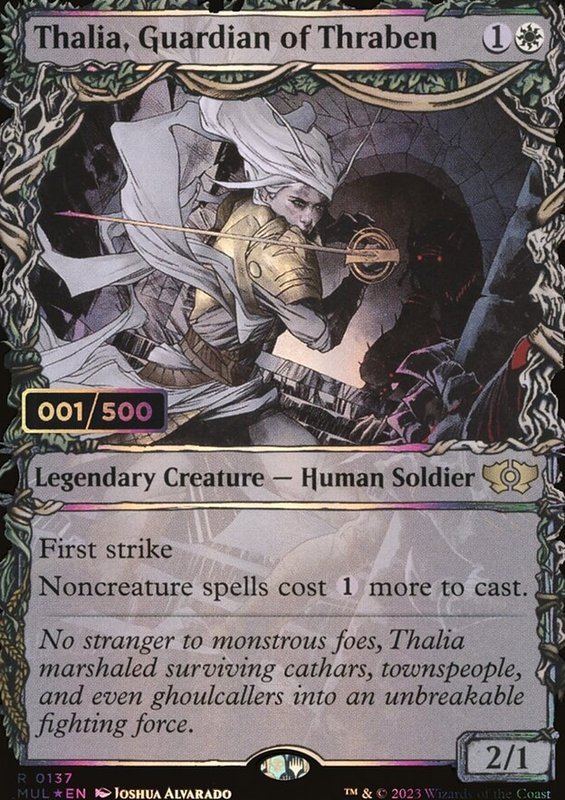 Thalia, Guardian of Thraben 1
001/500
Legendary Creature — Human Soldier
First strike
Noncreature spells cost 1 more to cast.
No stranger to monstrous foes, Thalia
marshaled surviving cathars, townspeople,
and even ghoulcallers into an unbreakable
fighting force.
2/1
R 0137
MUL★EN Joshua Alvarado ™ & © 2023 Wizards of the Coast